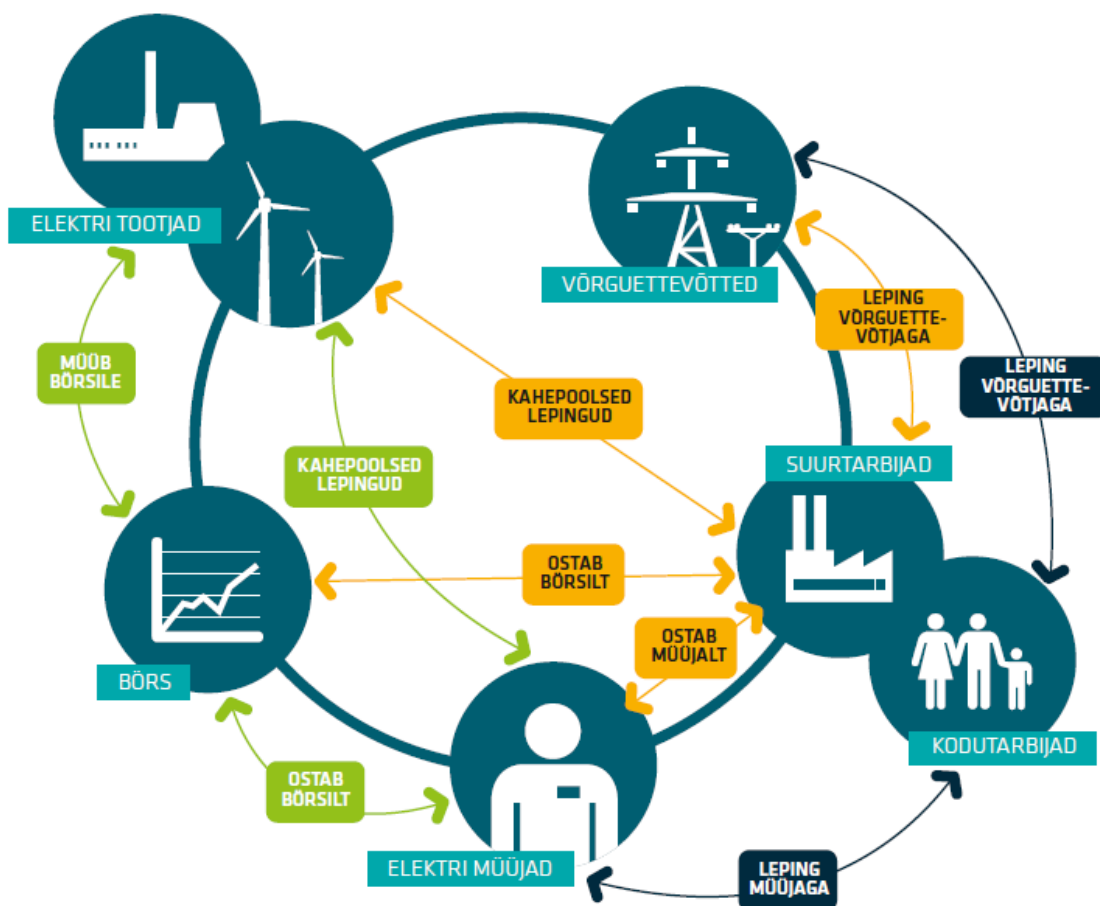 ELEKTRI TOOTJAD
VÕRGUETTEVÕTTED
LEPING
VÕRGUETTE-
VÕTJAGA
LEPING
VÕRGUETTE-
VÕTJAGA
MÜÜB
BÖRSILE
KAHEPOOLSED
LEPINGUD
KAHEPOOLSED
LEPINGUD
SUURTARBIJAD
OSTAB
BÖRSILT
OSTAB
MÜÜJALT
BÖRS
KODUTARBIJAD
OSTAB
BÖRSILT
ELEKTRI MÜÜJAD
LEPING
MÜÜJAGA